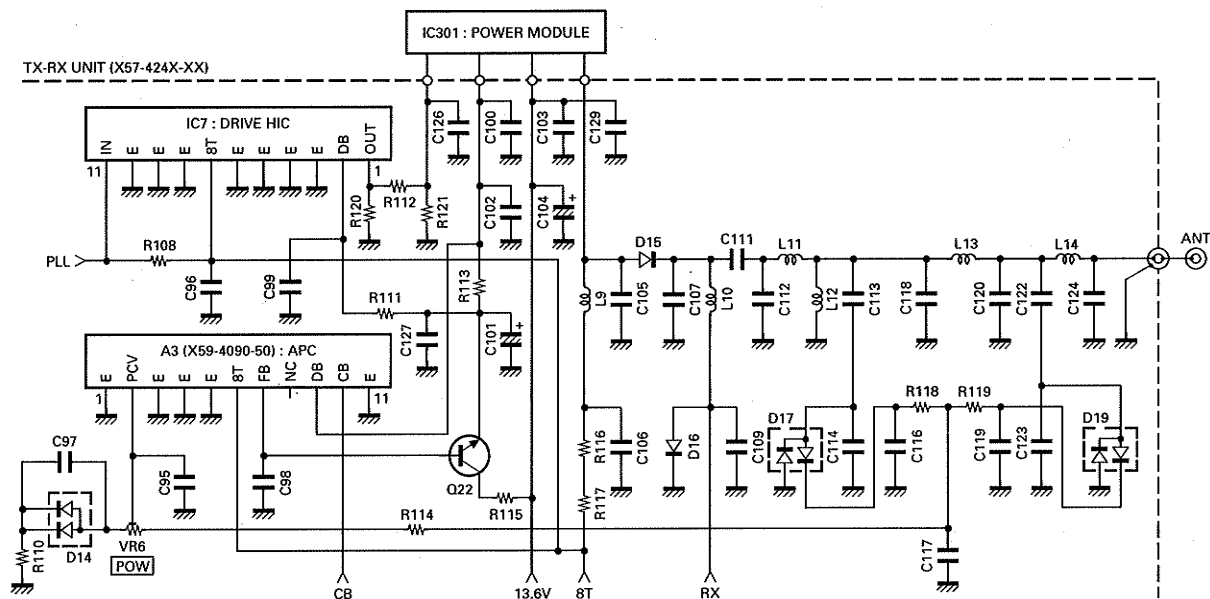 IC301 : POWER MODULE
TX-RX UNIT (X57-424X-XX)
IC7 : DRIVE HIC
IN
E
E
8T
E
E
E
E
DB
OUT
11
1
C126
C100
C103
C129
R112
R120
R121
C102
C104
+
PLL
R108
C96
C99
R113
R111
C127
C101
+
D15
C111
L11
L13
L14
ANT
L9
C105
C107
L10
C112
L12
C113
C118
C120
C122
C124
A3 (X59-4090-50) : APC
E
PCV
E
E
E
8T
FB
NC
DB
CB
E
1
11
R118
R119
C97
C95
C98
Q22
R115
R116
C106
D16
C109
D17
C114
C116
C119
C123
D19
R117
R110
D14
VR6
POW
R114
C117
CB
13.6V
8T
RX